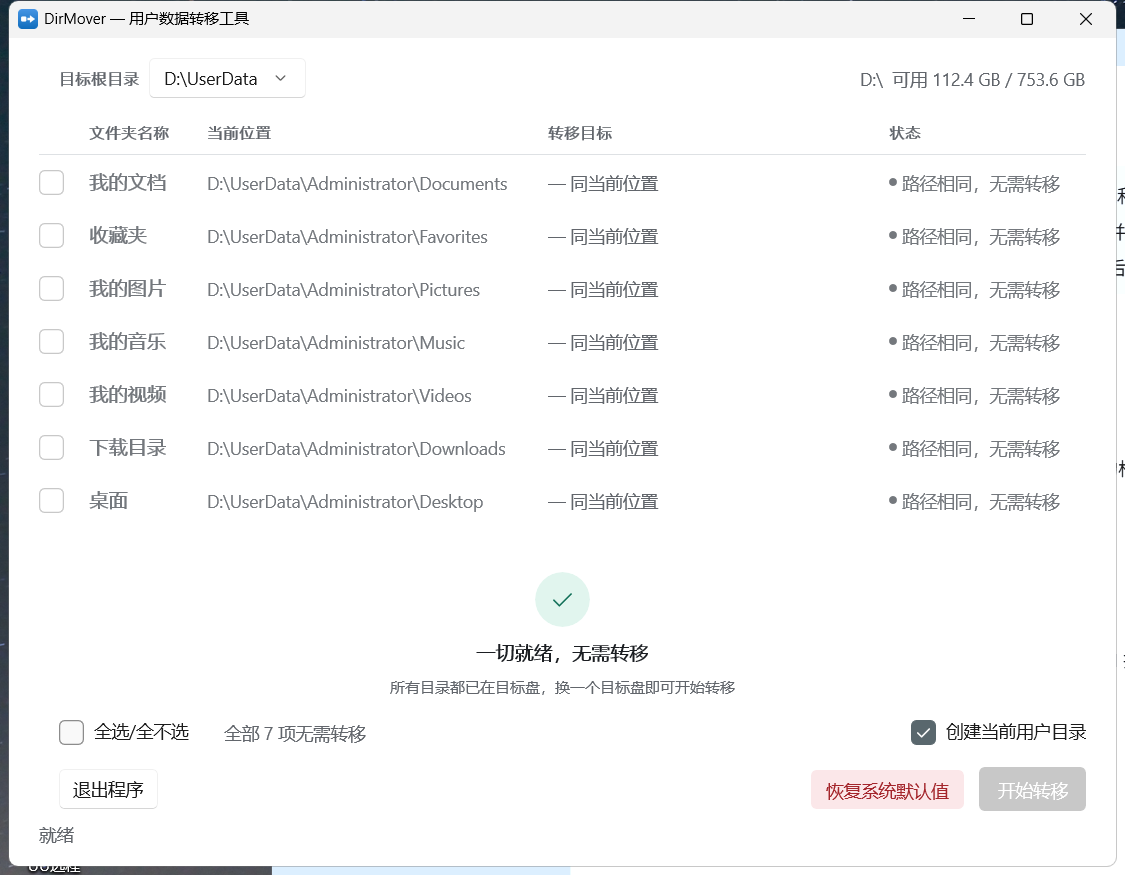 DirMover — 用户数据转移工具
目标根目录 D:\UserData D:\ 可用 112.4 GB / 753.6 GB
文件夹名称 当前位置 转移目标 状态
我的文档 D:\UserData\Administrator\Documents — 同当前位置 路径相同，无需转移
收藏夹 D:\UserData\Administrator\Favorites — 同当前位置 路径相同，无需转移
我的图片 D:\UserData\Administrator\Pictures — 同当前位置 路径相同，无需转移
我的音乐 D:\UserData\Administrator\Music — 同当前位置 路径相同，无需转移
我的视频 D:\UserData\Administrator\Videos — 同当前位置 路径相同，无需转移
下载目录 D:\UserData\Administrator\Downloads — 同当前位置 路径相同，无需转移
桌面 D:\UserData\Administrator\Desktop — 同当前位置 路径相同，无需转移
一切就绪，无需转移
所有目录都已在目标盘，换一个目标盘即可开始转移
全选/全不选 全部 7 项无需转移 创建当前用户目录
退出程序 恢复系统默认值 开始转移
就绪